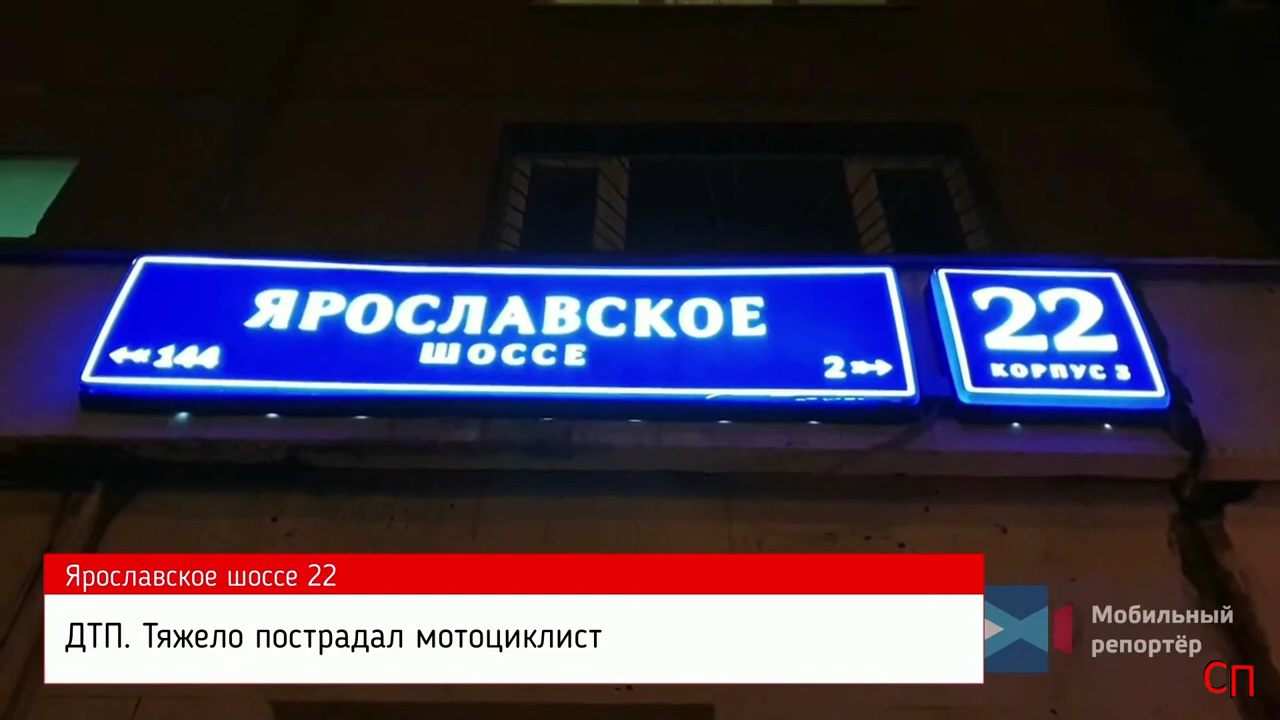 ЯРОСЛАВСКОЕ
ШОССЕ
144
2
22
КОРПУС 3
Ярославское шоссе 22
ДТП. Тяжело пострадал мотоциклист
Мобильный
репортёр
СП